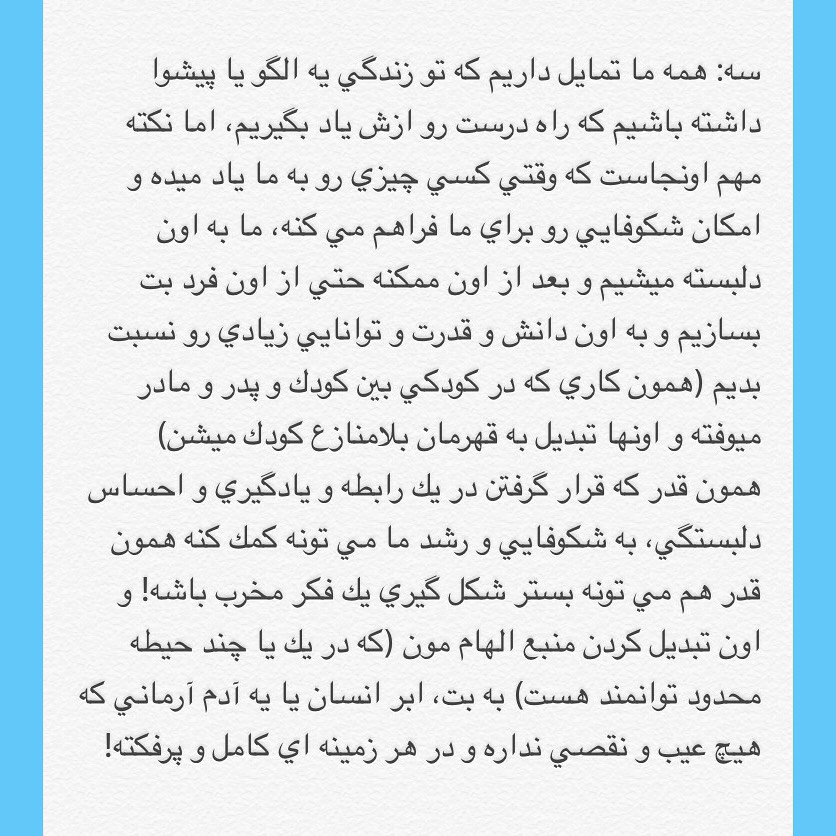 سه: همه ما تمايل داريم كه تو زندگي يه الگو يا پيشوا
داشته باشيم كه راه درست رو ازش ياد بگيريم، اما نكته
مهم اونجاست كه وقتي كسي چيزي رو به ما ياد ميده و
امكان شكوفايي رو براي ما فراهم مي كنه، ما به اون
دلبسته ميشيم و بعد از اون ممكنه حتي از اون فرد بت
بسازيم و به اون دانش و قدرت و توانايي زيادي رو نسبت
بديم (همون كاري كه در كودكي بين كودك و پدر و مادر
ميوفته و اونها تبديل به قهرمان بلامنازع كودك ميشن)
همون قدر كه قرار گرفتن در يك رابطه و يادگيري و احساس
دلبستگي، به شكوفايي و رشد ما مي تونه كمك كنه همون
قدر هم مي تونه بستر شكل گيري يك فكر مخرب باشه! و
اون تبديل كردن منبع الهام مون (كه در يك يا چند حيطه
محدود توانمند هست) به بت، ابر انسان يا يه آدم آرماني كه
هيچ عيب و نقصي نداره و در هر زمينه اي كامل و پرفكته!